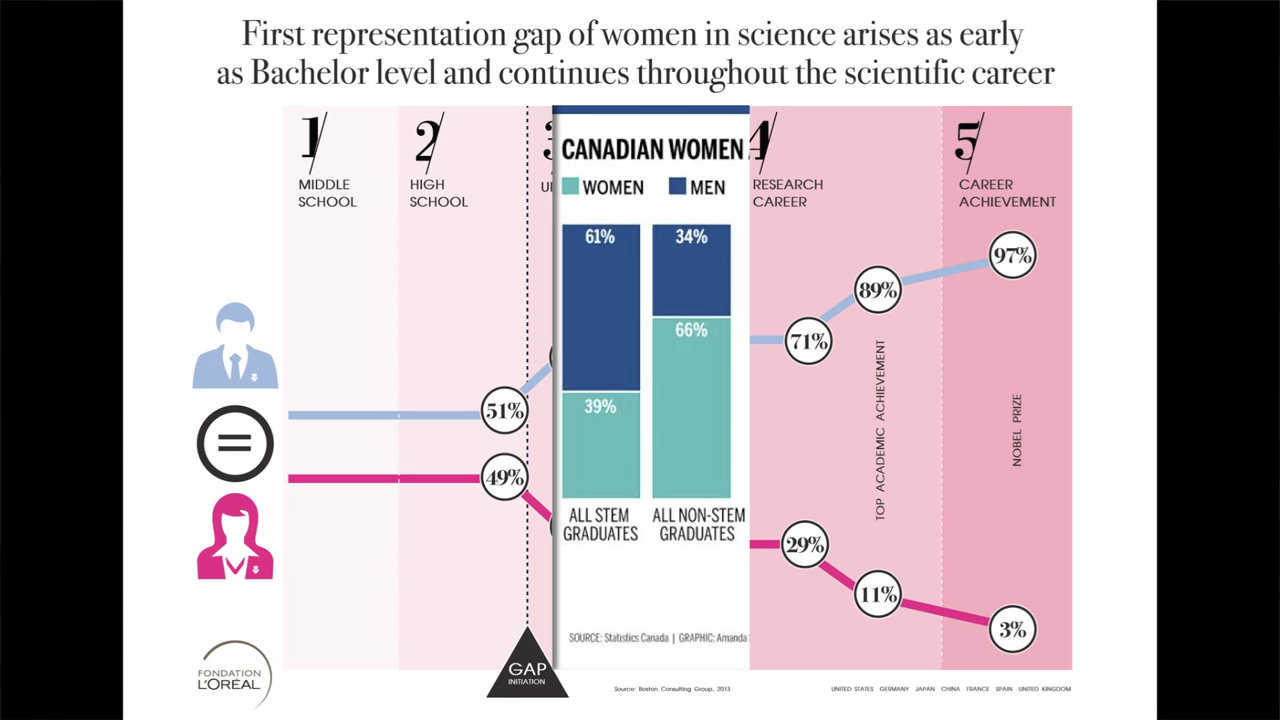 First representation gap of women in science arises as early
as Bachelor level and continues throughout the scientific career
1/
MIDDLE
SCHOOL
2/
HIGH
SCHOOL
CANADIAN WOMEN
WOMEN
MEN
61%
39%
34%
66%
ALL STEM
GRADUATES
ALL NON-STEM
GRADUATES
SOURCE: Statistics Canada | GRAPHIC: Amanda
4/
RESEARCH
CAREER
5/
CAREER
ACHIEVEMENT
51%
49%
71%
89%
97%
29%
11%
3%
TOP ACADEMIC ACHIEVEMENT
NOBEL PRIZE
GAP
INITIATION
FONDATION
L'ORÉAL
Source: Boston Consulting Group, 2013
UNITED STATES GERMANY JAPAN CHINA FRANCE SPAIN UNITED KINGDOM